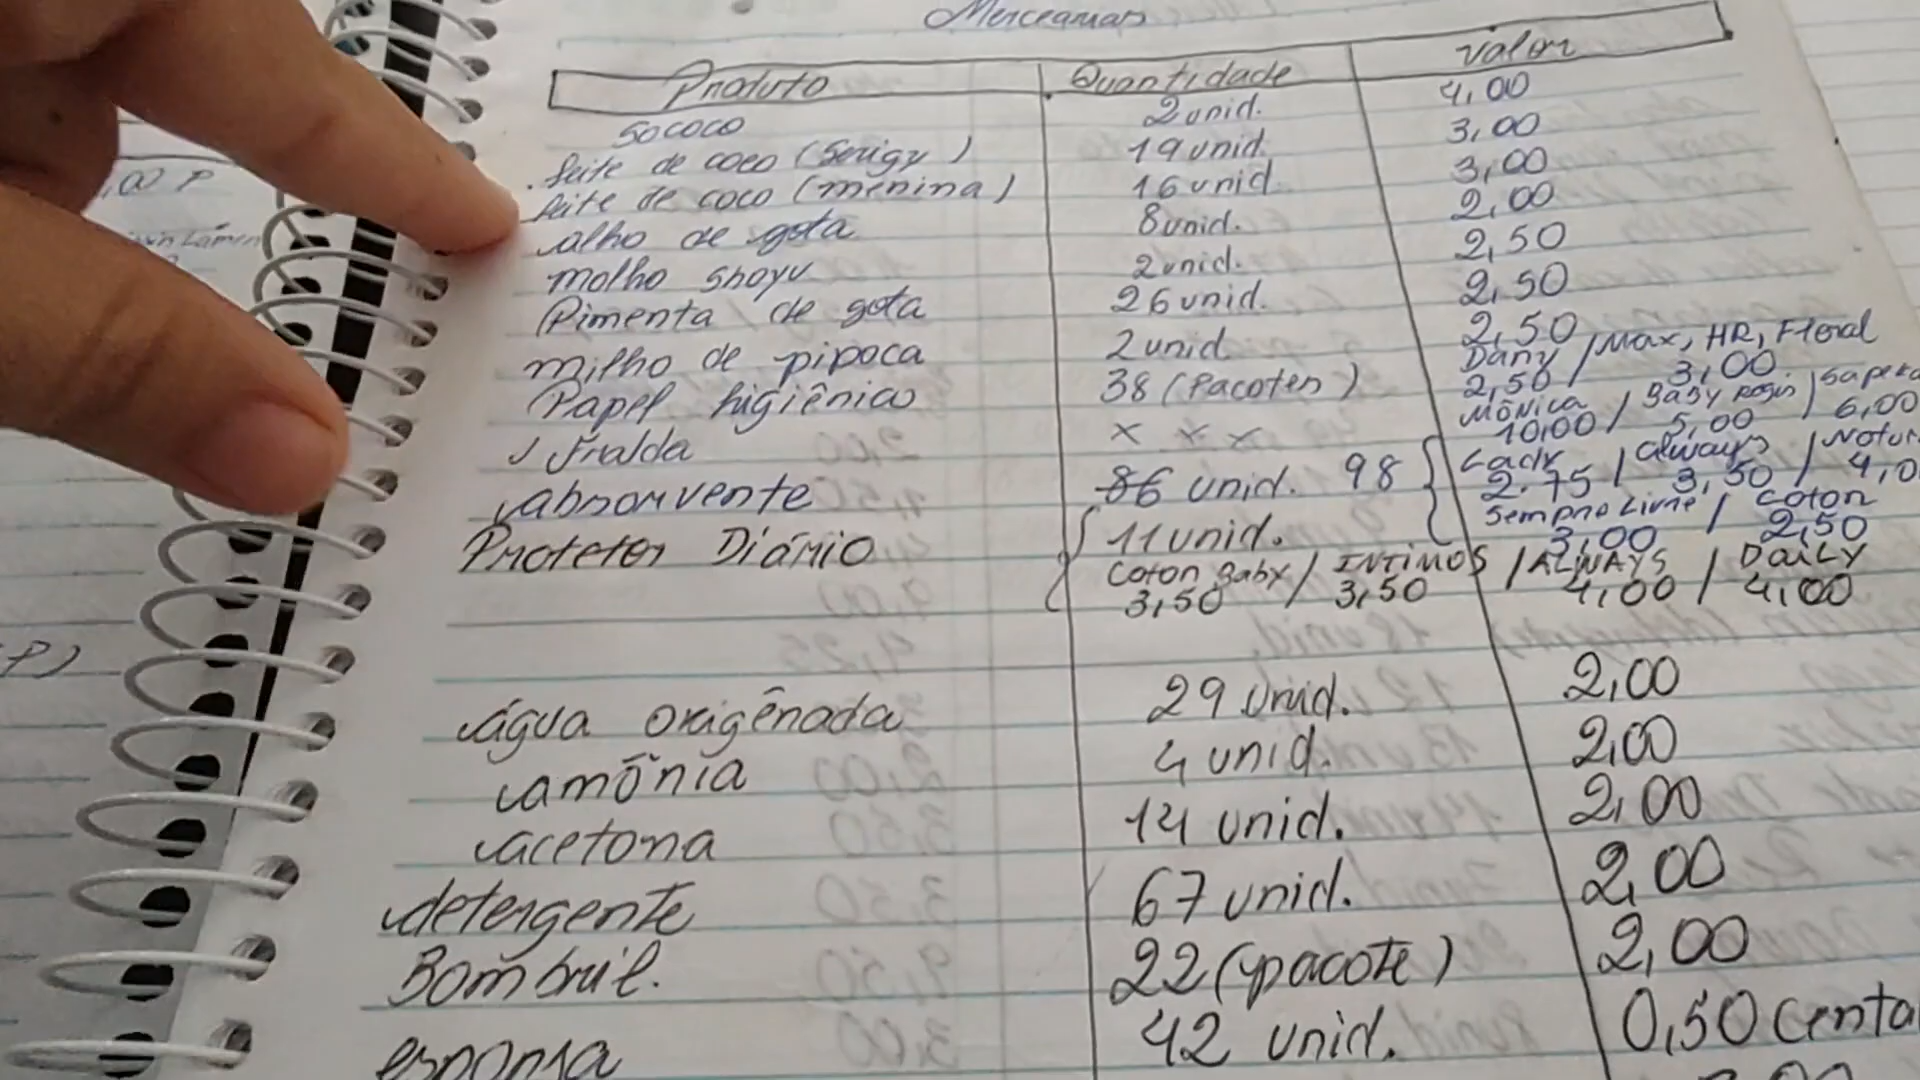 Mercearias
Produto Quantidade Valor
Sococo 2 unid. 4,00
Leite de coco (Serigy) 19 unid. 3,00
Leite de coco (menina) 16 unid. 3,00
alho de gota 8 unid. 2,00
molho shoyu 2 unid. 2,50
Pimenta de gota 26 unid. 2,50
milho de pipoca 2 unid 2,50
Papel higiênico 38 (Pacotes) Dany / Max, HR, Floral
2,50 / 3,00
Fralda x x x Mônica / Baby Roger / Sapeka
10,00 / 5,00 / 6,00
absorvente 86 unid. 98 Lady / always /
2.75 / 3,50 /
Sempre Livre / Coton
3,00 2,50
Protetor Diário 11 unid.
Coton Baby / INTIMOS / ALWAYS / DAILY
3,50 / 3,50 4,00 / 4,00
água oxigênada 29 unid. 2,00
amônia 4 unid. 2,00
acetona 14 unid. 2,00
detergente 67 unid. 2,00
Bombril. 22 (pacote) 2,00
esponja 42 unid. 0,50 Centa